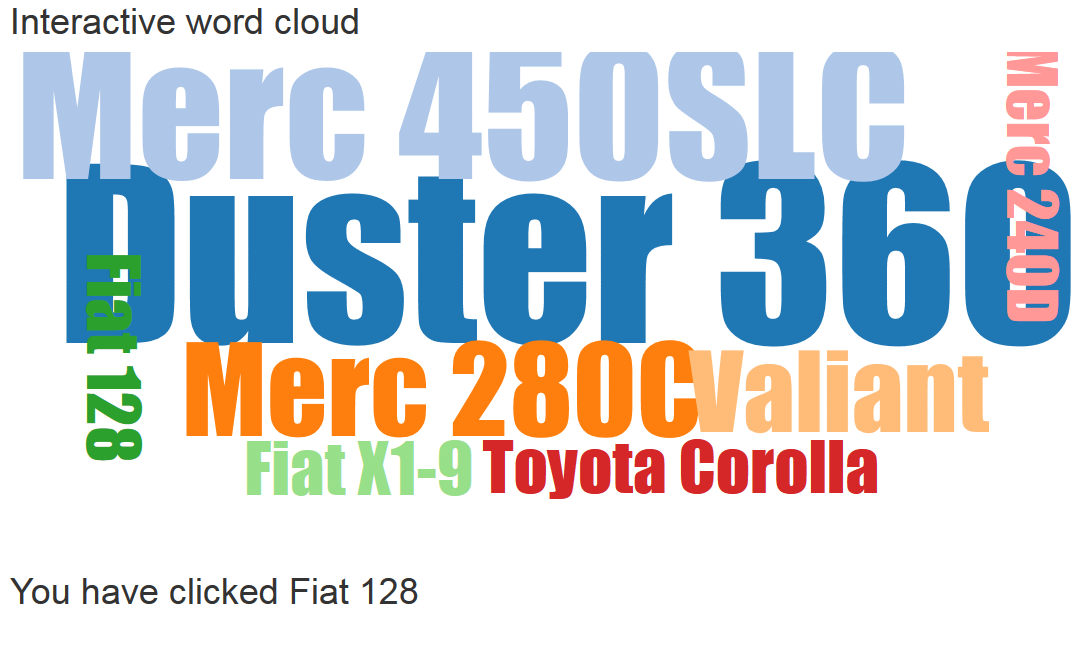 Interactive word cloud
Merc 450SLC
Merc 240D
Duster 360
Fiat 128
Merc 280C
Valiant
Fiat X1-9
Toyota Corolla
You have clicked Fiat 128